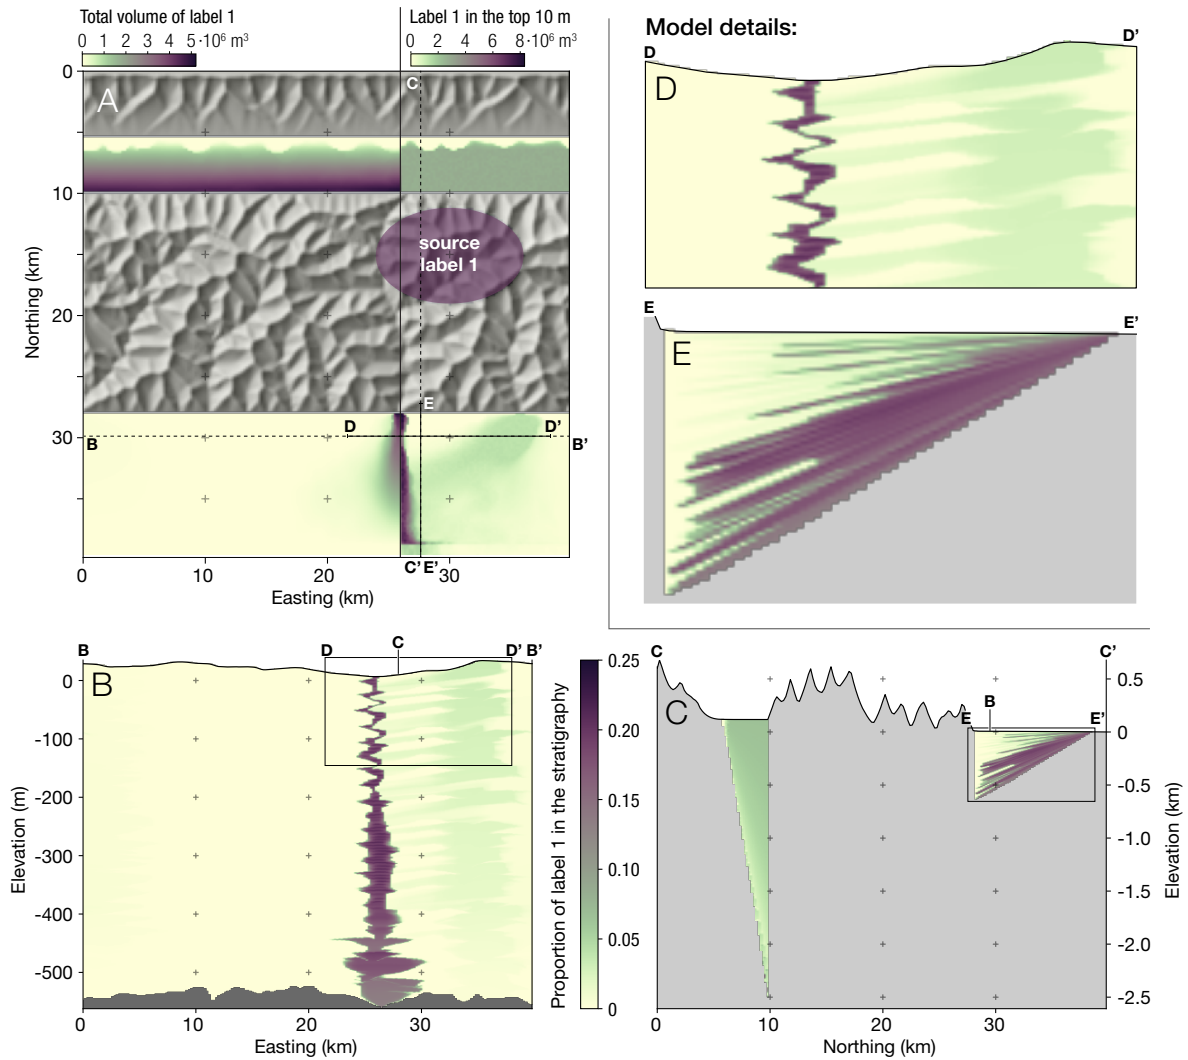 Total volume of label 1
0 1 2 3 4 5·10⁶ m³
Label 1 in the top 10 m
0 2 4 6 8·10⁶ m³
A
C
source
label 1
E
D D'
B B'
C' E'
0
10
20
30
Northing (km)
0 10 20 30
Easting (km)
Model details:
D D'
D
E E'
E
B D C D' B'
B
0
-100
-200
-300
-400
-500
Elevation (m)
0 10 20 30
Easting (km)
0.25
0.20
0.15
0.10
0.05
0
Proportion of label 1 in the stratigraphy
C C'
C
B
E E'
0.5
0
-0.5
-1.0
-1.5
-2.0
-2.5
Elevation (km)
0 10 20 30
Northing (km)